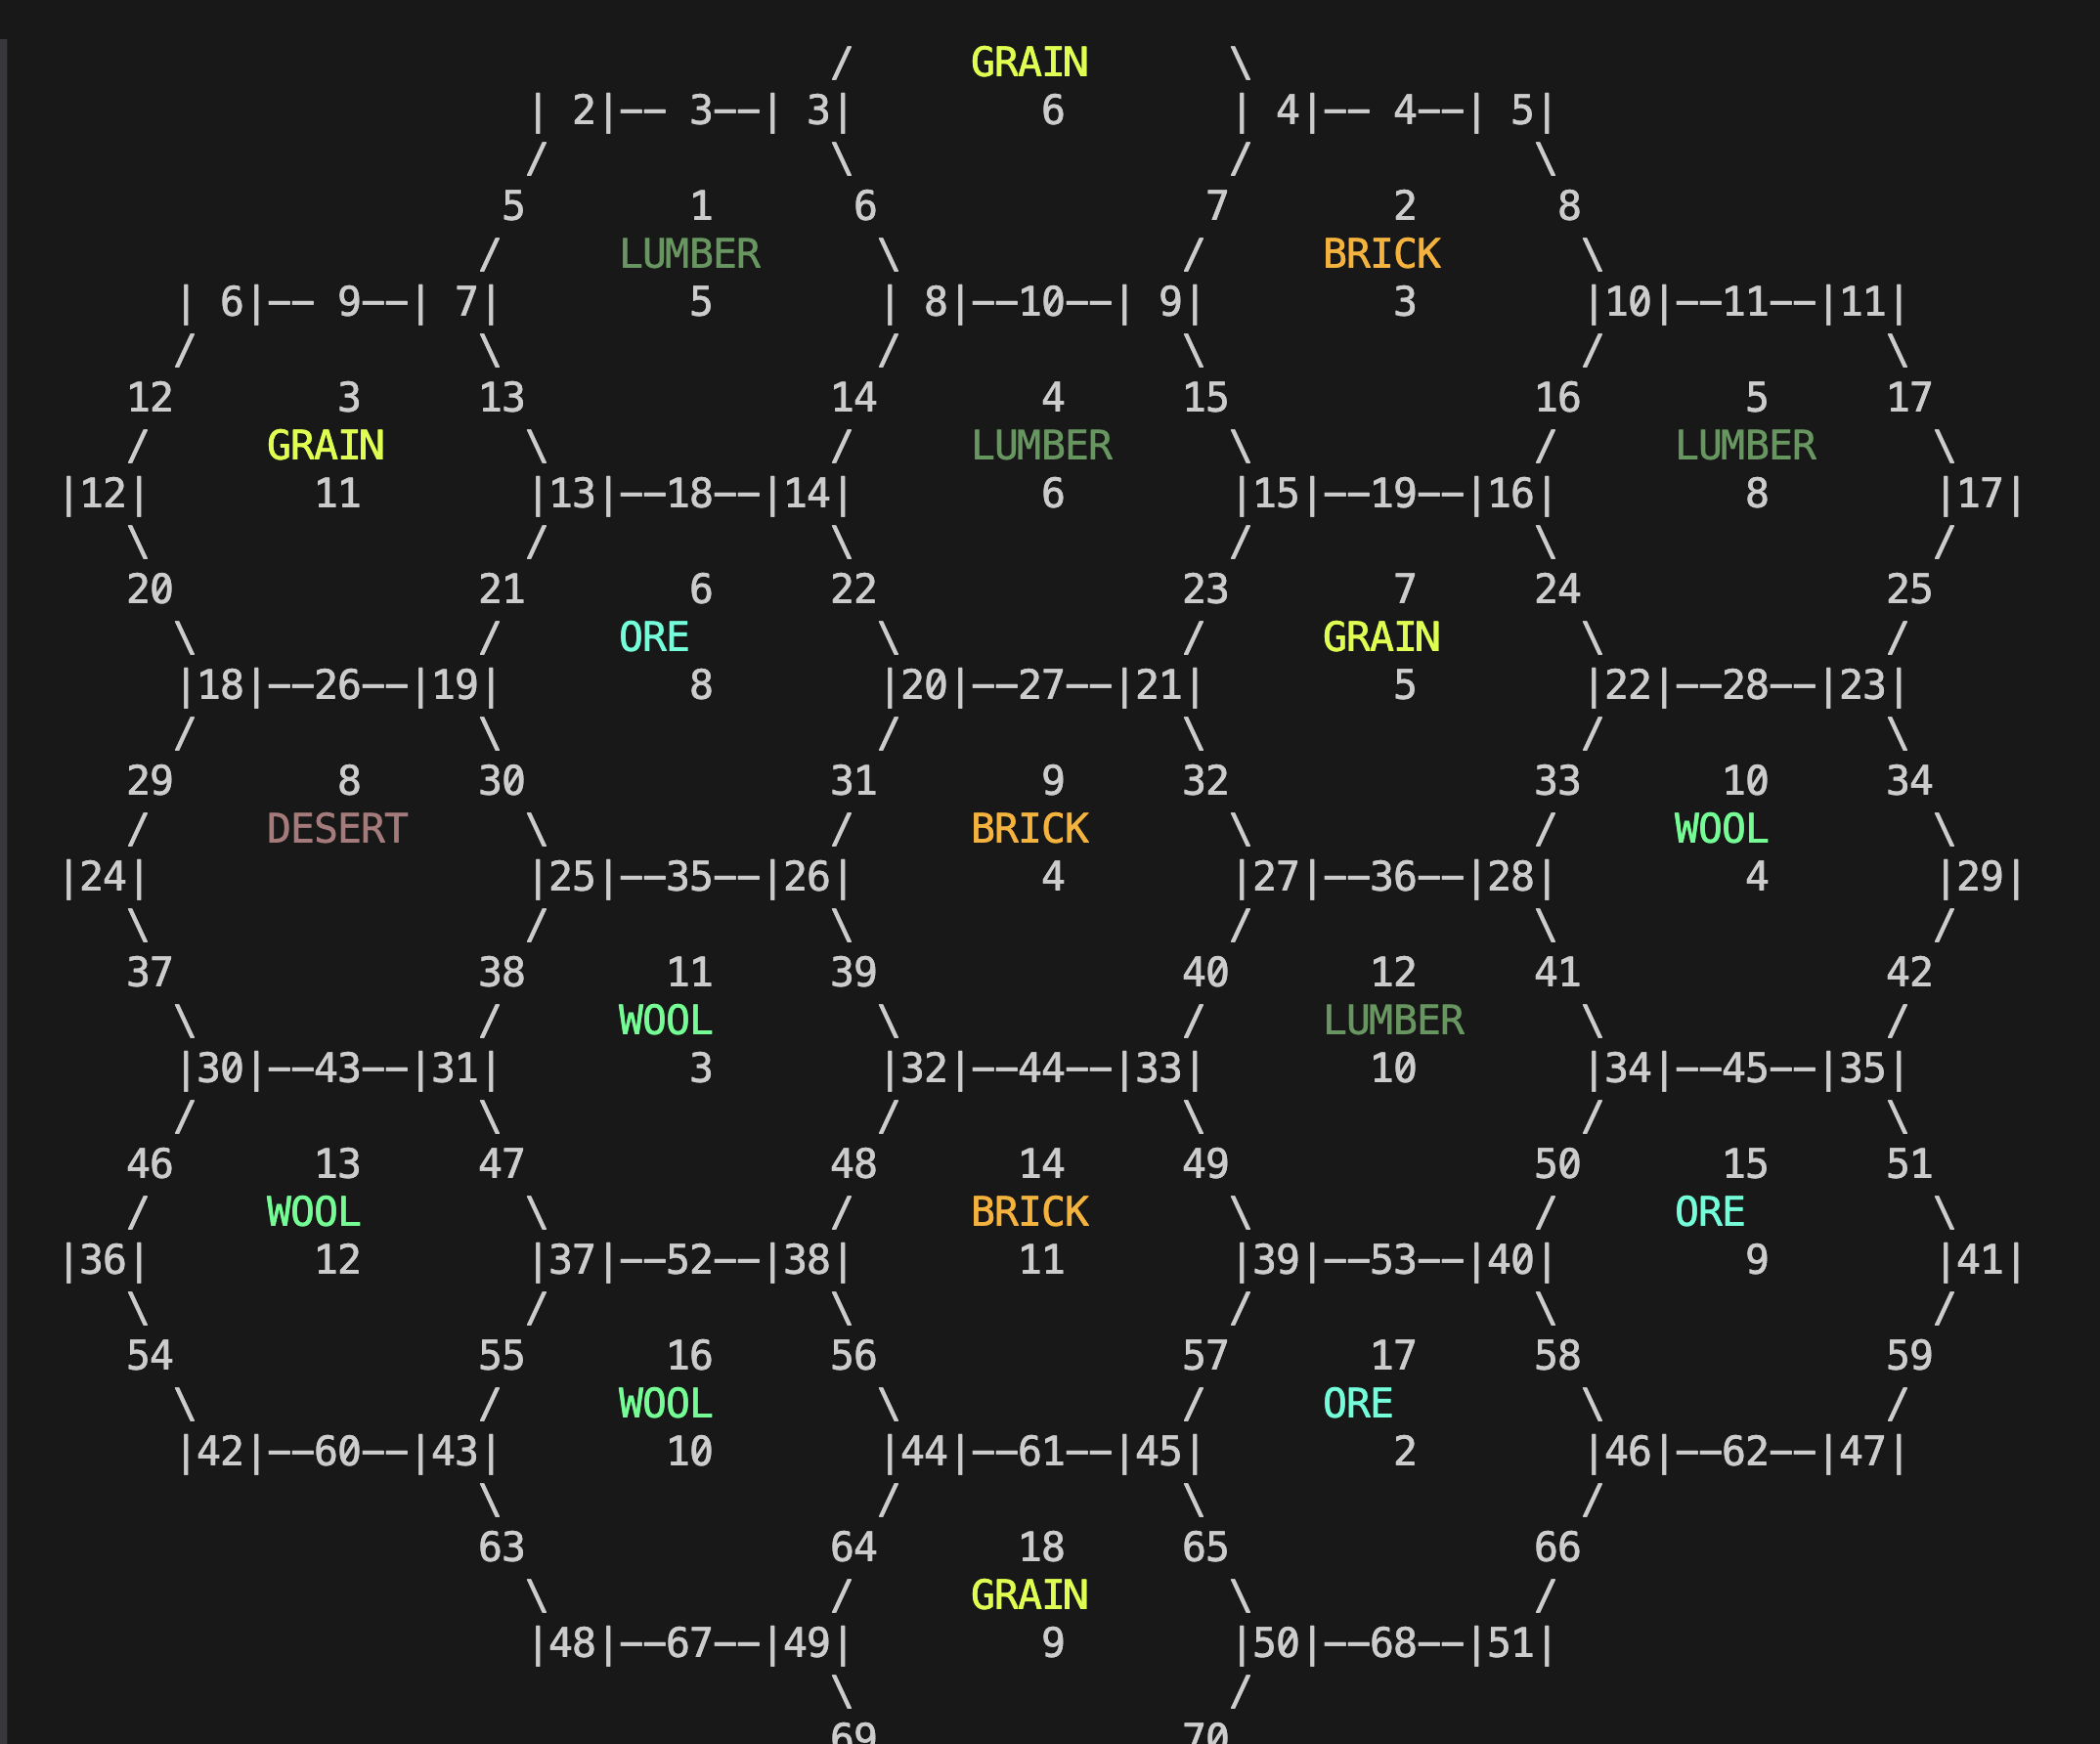 / GRAIN \
| 2|-- 3--| 3| 6 | 4|-- 4--| 5|
/ \ / \
5 1 6 7 2 8
/ LUMBER \ / BRICK \
| 6|-- 9--| 7| 5 | 8|--10--| 9| 3 |10|--11--|11|
/ \ / \ / \
12 3 13 14 4 15 16 5 17
/ GRAIN \ / LUMBER \ / LUMBER \
|12| 11 |13|--18--|14| 6 |15|--19--|16| 8 |17|
\ / \ / \ /
20 21 6 22 23 7 24 25
\ / ORE \ / GRAIN \ /
|18|--26--|19| 8 |20|--27--|21| 5 |22|--28--|23|
/ \ / \ / \
29 8 30 31 9 32 33 10 34
/ DESERT \ / BRICK \ / WOOL \
|24| |25|--35--|26| 4 |27|--36--|28| 4 |29|
\ / \ / \ /
37 38 11 39 40 12 41 42
\ / WOOL \ / LUMBER \ /
|30|--43--|31| 3 |32|--44--|33| 10 |34|--45--|35|
/ \ / \ / \
46 13 47 48 14 49 50 15 51
/ WOOL \ / BRICK \ / ORE \
|36| 12 |37|--52--|38| 11 |39|--53--|40| 9 |41|
\ / \ / \ /
54 55 16 56 57 17 58 59
\ / WOOL \ / ORE \ /
|42|--60--|43| 10 |44|--61--|45| 2 |46|--62--|47|
\ / \ /
63 64 18 65 66
\ / GRAIN \ /
|48|--67--|49| 9 |50|--68--|51|
\ /
69 70